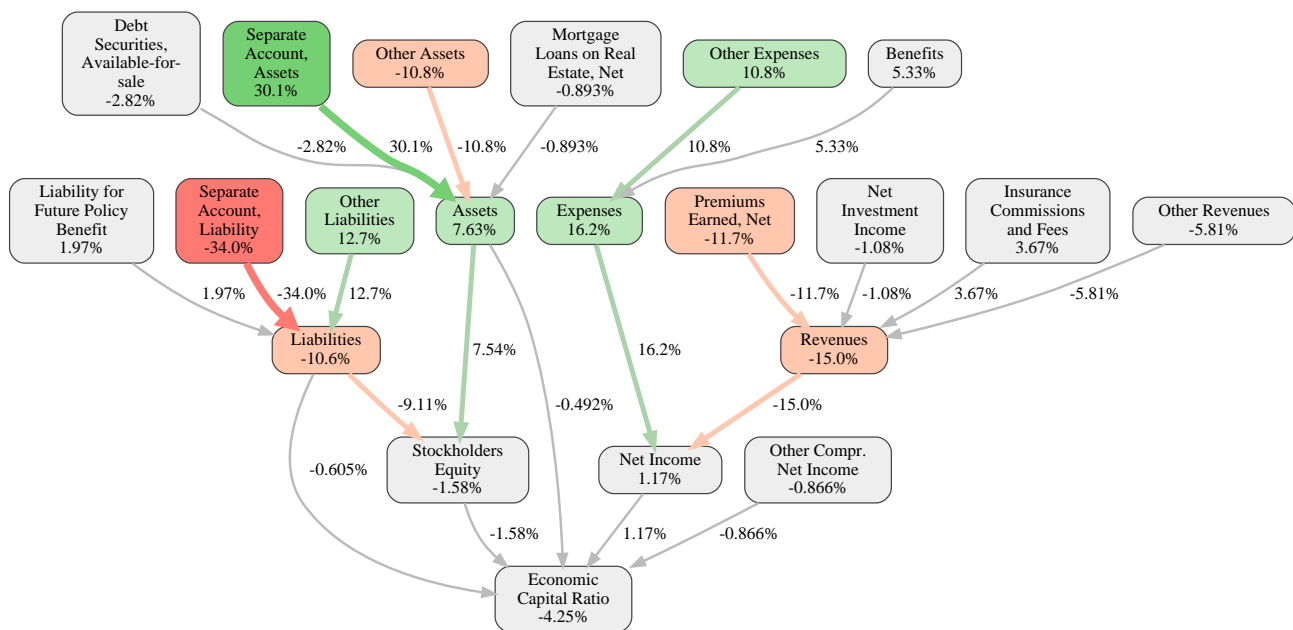 Debt
Securities,
Available-for-
sale
-2.82%
Separate
Account,
Assets
30.1%
Other Assets
-10.8%
Mortgage
Loans on Real
Estate, Net
-0.893%
Other Expenses
10.8%
Benefits
5.33%
-2.82%
30.1%
-10.8%
-0.893%
10.8%
5.33%
Liability for
Future Policy
Benefit
1.97%
Separate
Account,
Liability
-34.0%
Other
Liabilities
12.7%
Assets
7.63%
Expenses
16.2%
Premiums
Earned, Net
-11.7%
Net
Investment
Income
-1.08%
Insurance
Commissions
and Fees
3.67%
Other Revenues
-5.81%
1.97%
-34.0%
12.7%
-11.7%
-1.08%
3.67%
-5.81%
Liabilities
-10.6%
7.54%
16.2%
Revenues
-15.0%
-9.11%
-0.492%
-15.0%
-0.605%
Stockholders
Equity
-1.58%
Net Income
1.17%
Other Compr.
Net Income
-0.866%
-1.58%
1.17%
-0.866%
Economic
Capital Ratio
-4.25%